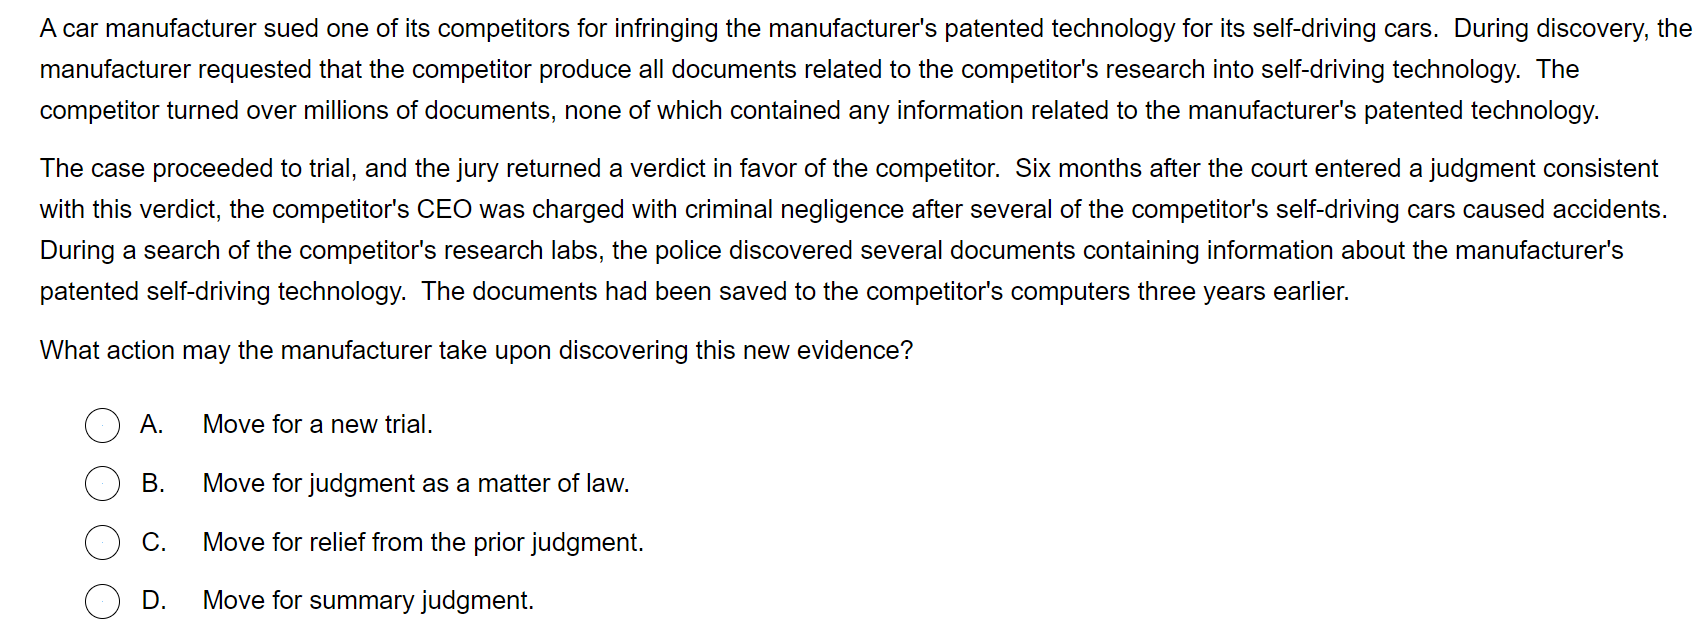 A car manufacturer sued one of its competitors for infringing the manufacturer's patented technology for its self-driving cars.  During discovery, the
manufacturer requested that the competitor produce all documents related to the competitor's research into self-driving technology.  The
competitor turned over millions of documents, none of which contained any information related to the manufacturer's patented technology.
The case proceeded to trial, and the jury returned a verdict in favor of the competitor.  Six months after the court entered a judgment consistent
with this verdict, the competitor's CEO was charged with criminal negligence after several of the competitor's self-driving cars caused accidents.
During a search of the competitor's research labs, the police discovered several documents containing information about the manufacturer's
patented self-driving technology.  The documents had been saved to the competitor's computers three years earlier.
What action may the manufacturer take upon discovering this new evidence?
A. Move for a new trial.
B. Move for judgment as a matter of law.
C. Move for relief from the prior judgment.
D. Move for summary judgment.